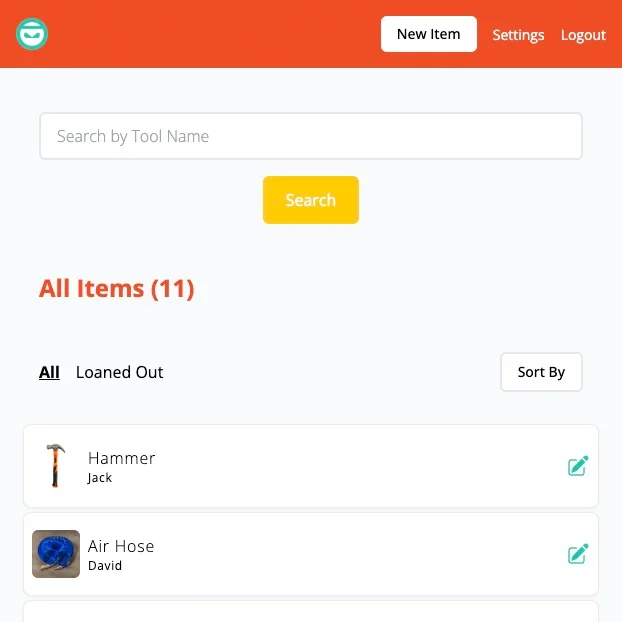 New Item Settings Logout
Search by Tool Name
Search
All Items (11)
All Loaned Out Sort By
Hammer
Jack
Air Hose
David